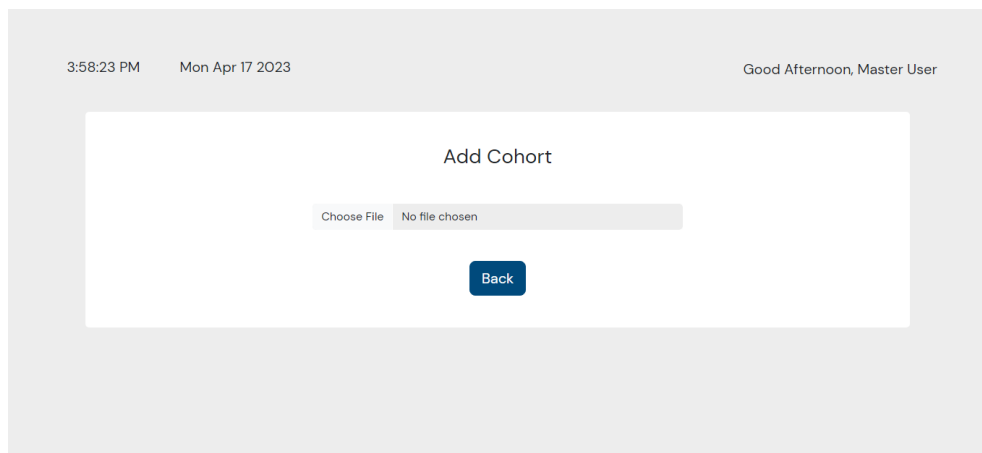 3:58:23 PM Mon Apr 17 2023
Good Afternoon, Master User
Add Cohort
Choose File No file chosen
Back